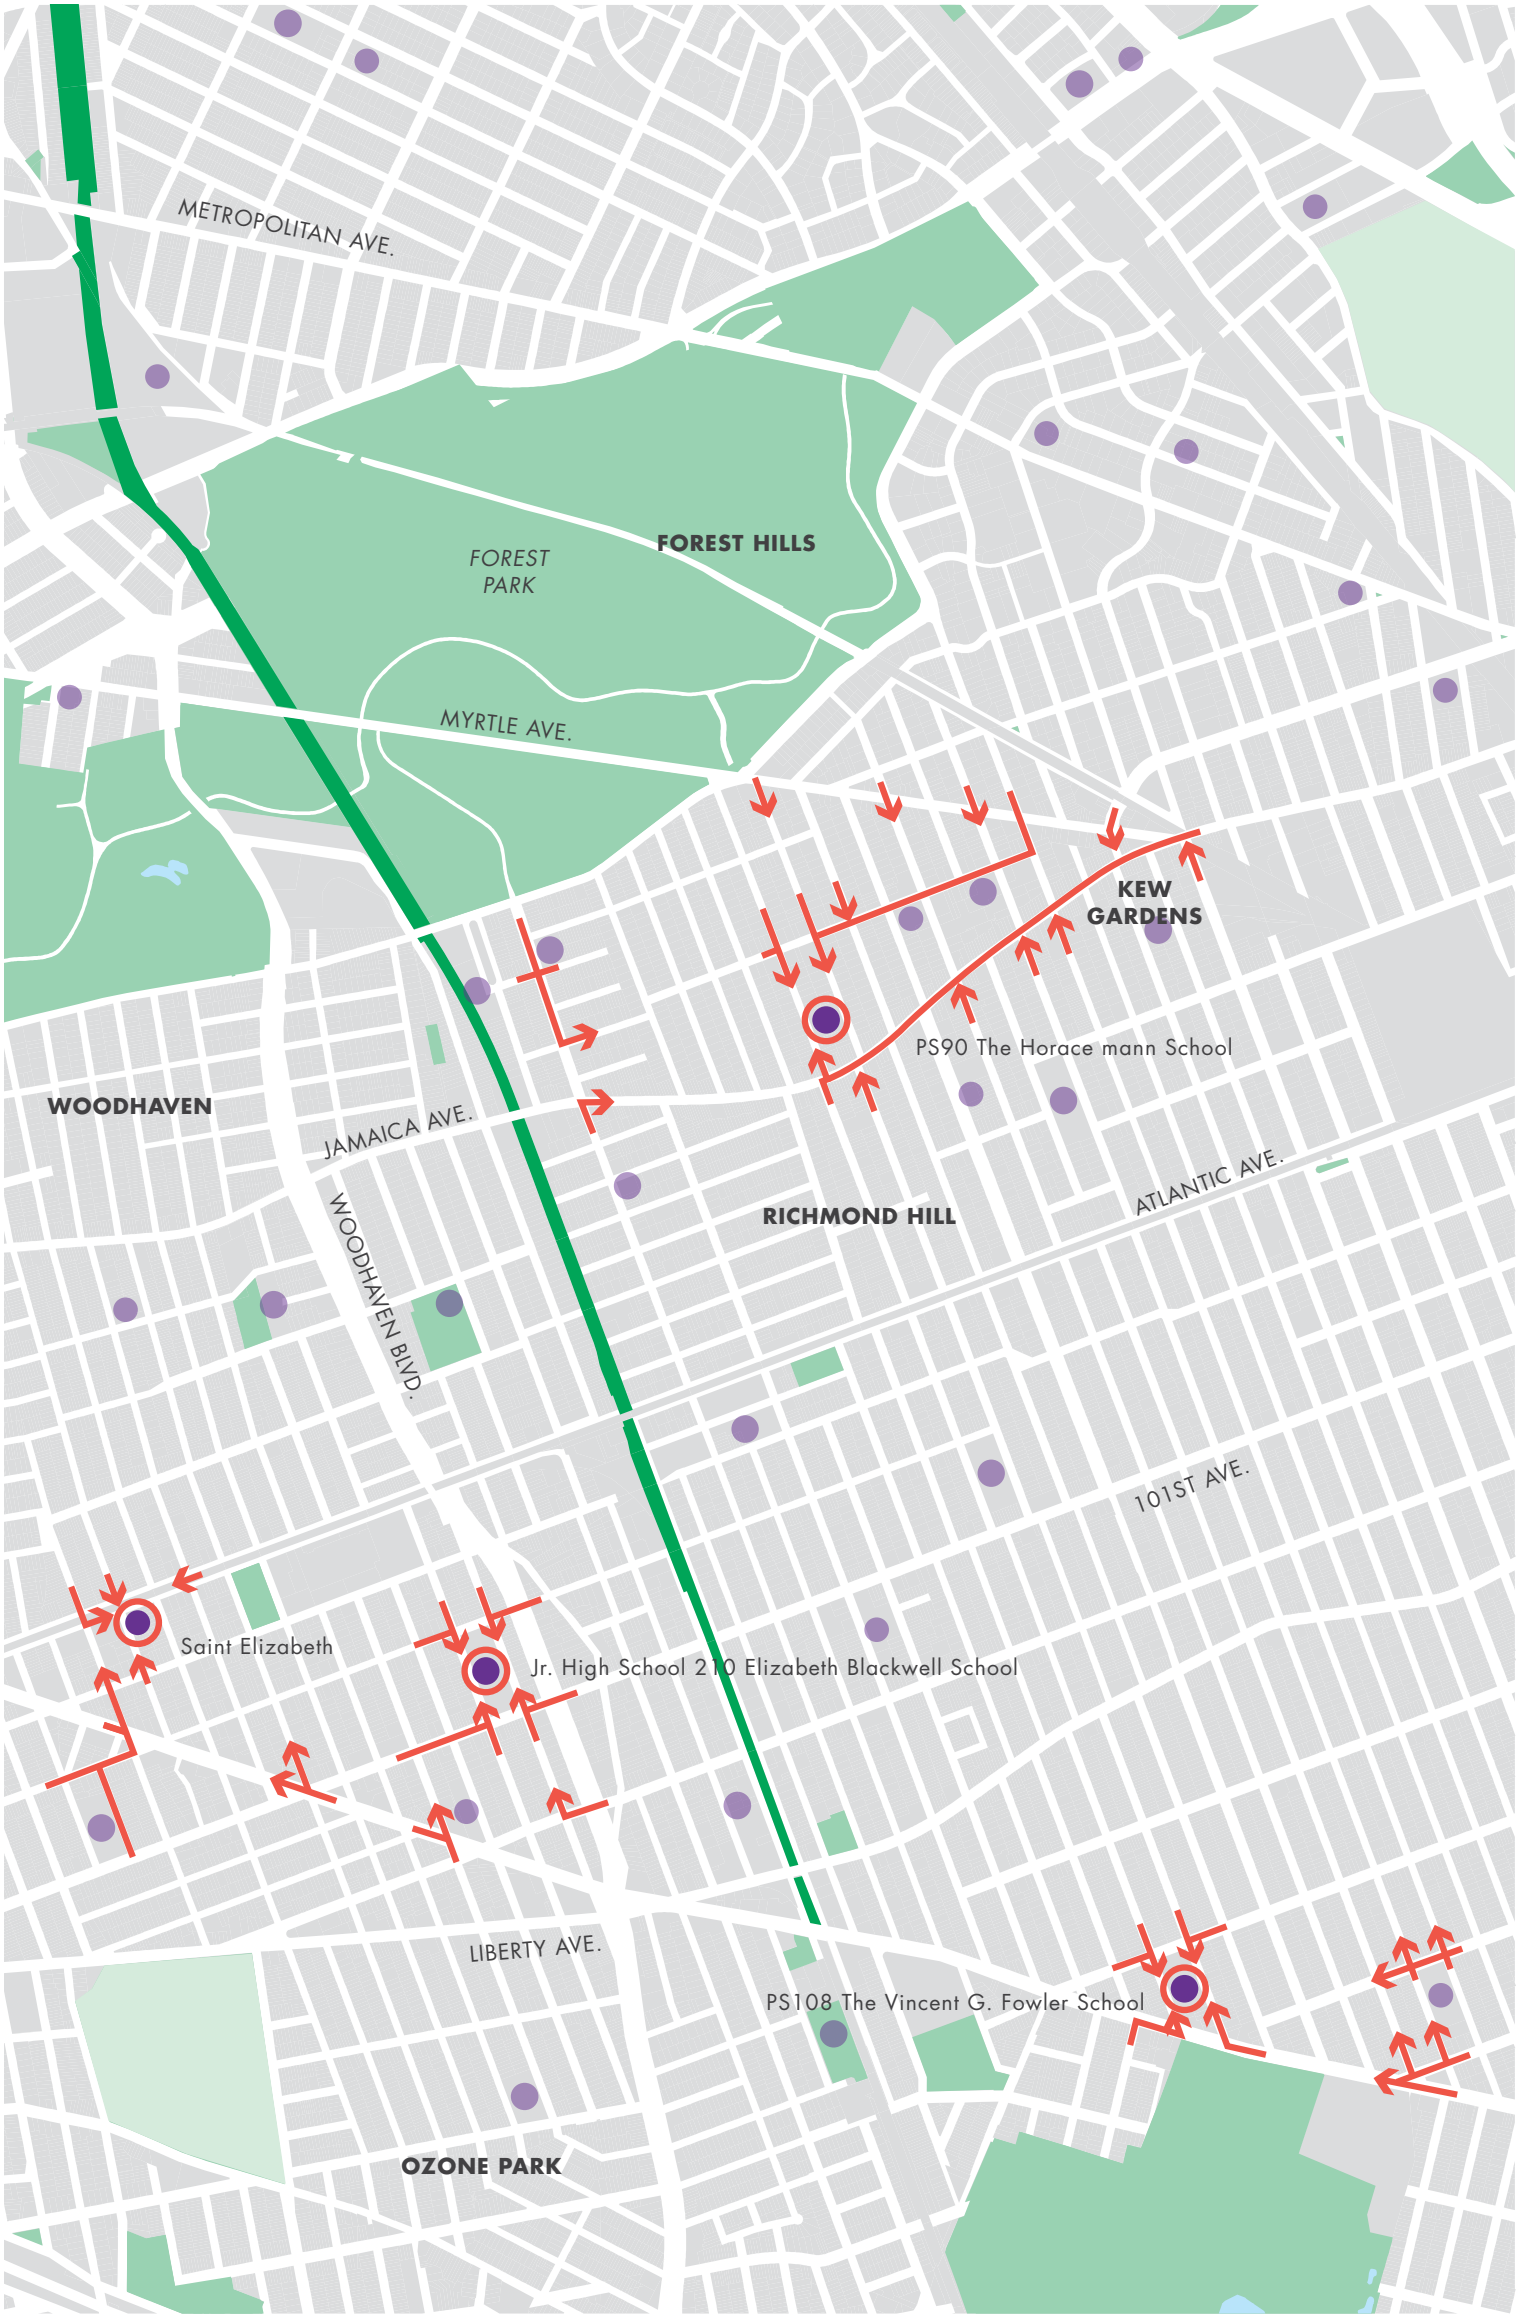 METROPOLITAN AVE.
FOREST HILLS
FOREST
PARK
MYRTLE AVE.
KEW
GARDENS
PS90 The Horace mann School
WOODHAVEN
JAMAICA AVE.
ATLANTIC AVE.
WOODHAVEN BLVD.
RICHMOND HILL
101ST AVE.
Saint Elizabeth
Jr. High School 210 Elizabeth Blackwell School
LIBERTY AVE.
PS108 The Vincent G. Fowler School
OZONE PARK